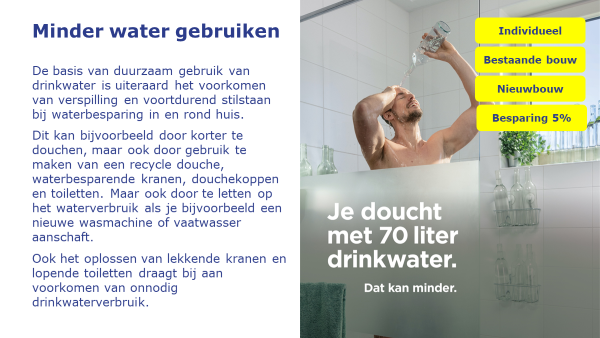 Minder water gebruiken
De basis van duurzaam gebruik van
drinkwater is uiteraard het voorkomen
van verspilling en voortdurend stilstaan
bij waterbesparing in en rond huis.
Dit kan bijvoorbeeld door korter te
douchen, maar ook door gebruik te
maken van een recycle douche,
waterbesparende kranen, douchekoppen
en toiletten. Maar ook door te letten op
het waterverbruik als je bijvoorbeeld een
nieuwe wasmachine of vaatwasser
aanschaft.
Ook het oplossen van lekkende kranen en
lopende toiletten draagt bij aan
voorkomen van onnodig
drinkwaterverbruik.
Individueel
Bestaande bouw
Nieuwbouw
Besparing 5%
Je doucht
met 70 liter
drinkwater.
Dat kan minder.